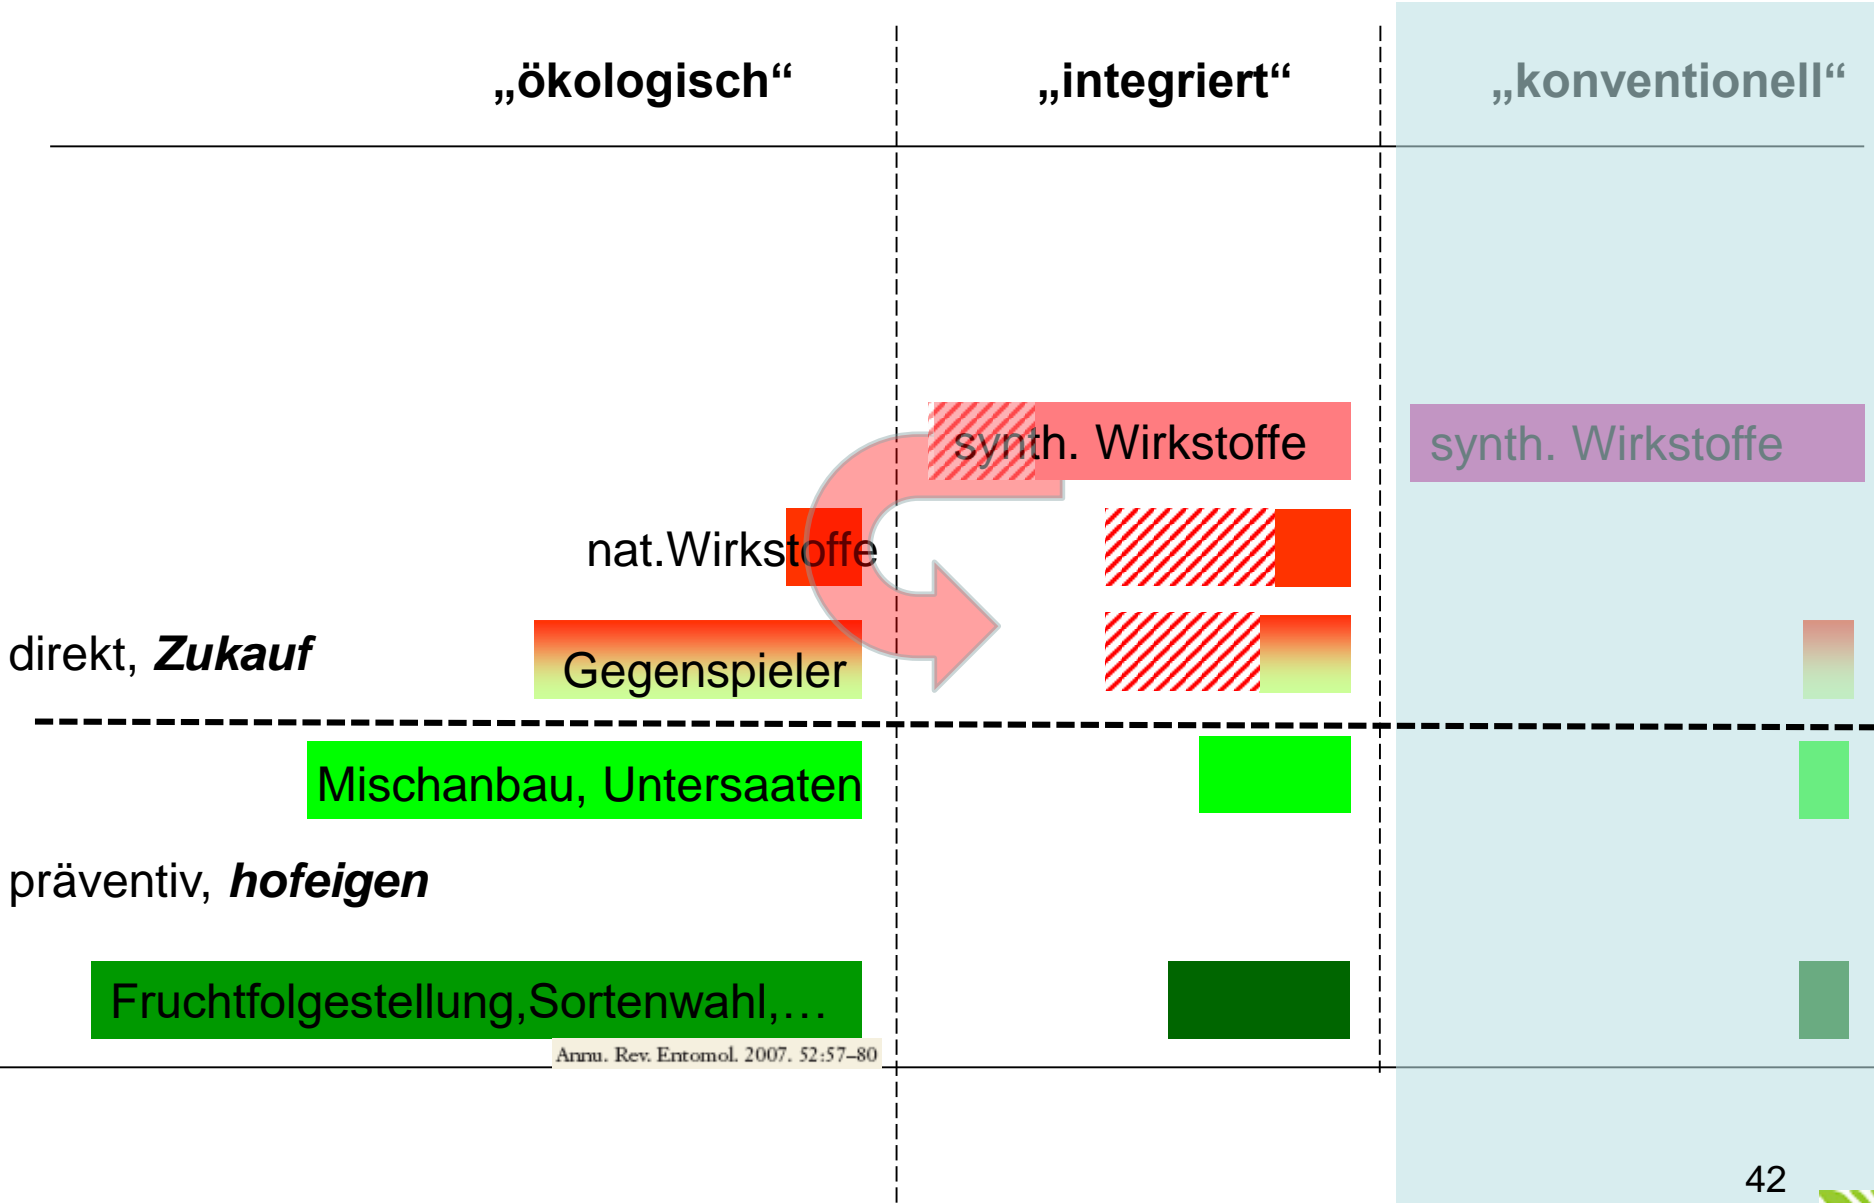 „ökologisch“ „integriert“ „konventionell“
synth. Wirkstoffe synth. Wirkstoffe
nat.Wirkstoffe
direkt, Zukauf Gegenspieler
Mischanbau, Untersaaten
präventiv, hofeigen
Fruchtfolgestellung,Sortenwahl,…
Annu. Rev. Entomol. 2007. 52:57–80
42